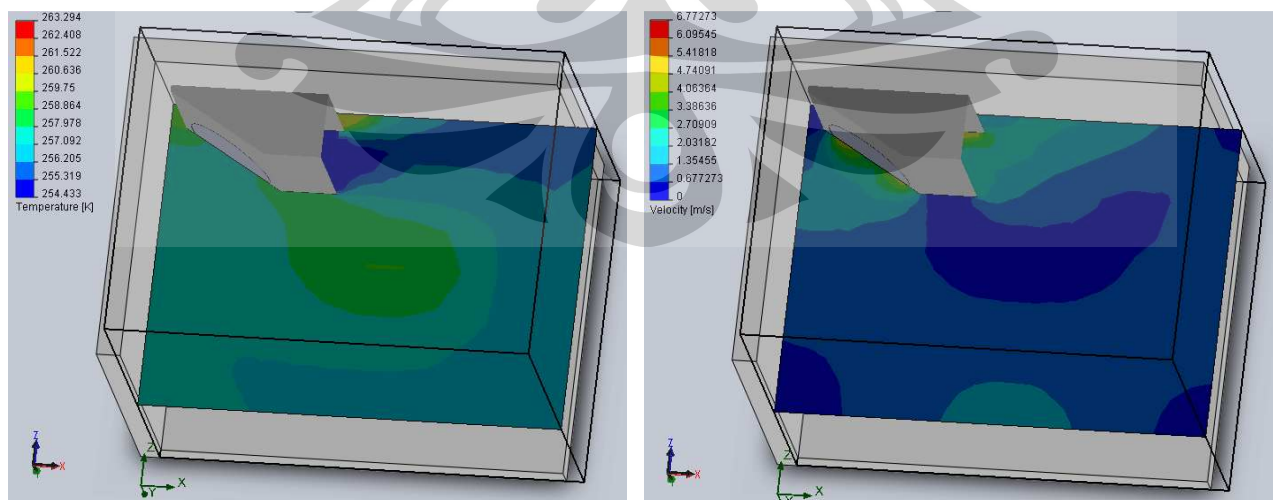 263.294
262.408
261.522
260.636
259.75
258.864
257.978
257.092
256.205
255.319
254.433
Temperature [K]
Z
X
Z
X
Y
6.77273
6.09545
5.41818
4.74091
4.06364
3.38636
2.70909
2.03182
1.35455
0.677273
0
Velocity [m/s]
Z
X
Z
X
Y